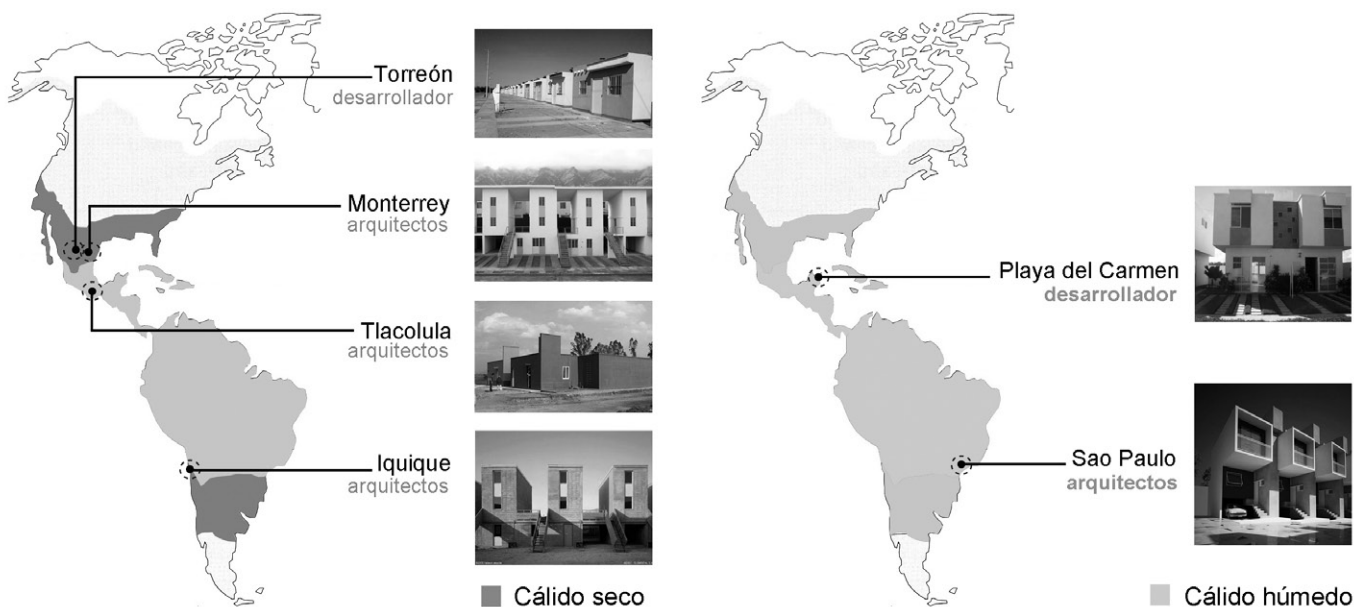 Torreón
desarrollador
Monterrey
arquitectos
Tlacolula
arquitectos
Iquique
arquitectos
Cálido seco
Playa del Carmen
desarrollador
Sao Paulo
arquitectos
Cálido húmedo